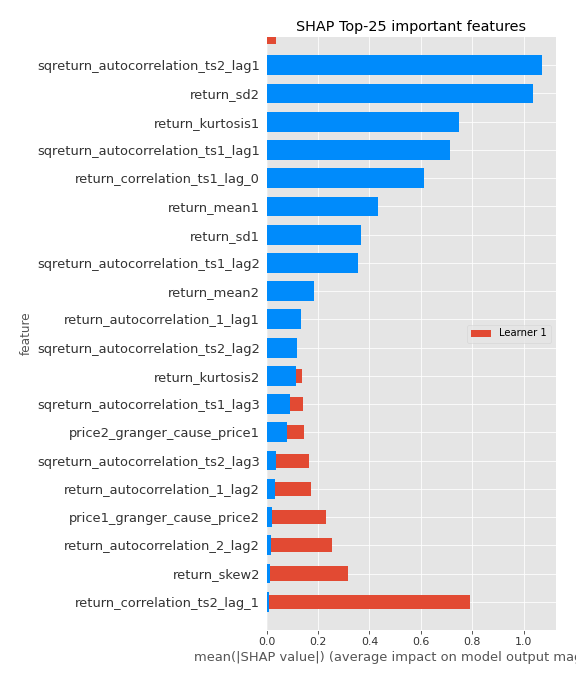 SHAP Top-25 important features
sqreturn_autocorrelation_ts2_lag1
return_sd2
return_kurtosis1
sqreturn_autocorrelation_ts1_lag1
return_correlation_ts1_lag_0
return_mean1
return_sd1
sqreturn_autocorrelation_ts1_lag2
return_mean2
return_autocorrelation_1_lag1
sqreturn_autocorrelation_ts2_lag2
return_kurtosis2
sqreturn_autocorrelation_ts1_lag3
price2_granger_cause_price1
sqreturn_autocorrelation_ts2_lag3
return_autocorrelation_1_lag2
price1_granger_cause_price2
return_autocorrelation_2_lag2
return_skew2
return_correlation_ts2_lag_1
feature
Learner 1
0.0 0.2 0.4 0.6 0.8 1.0
mean(|SHAP value|) (average impact on model output mag